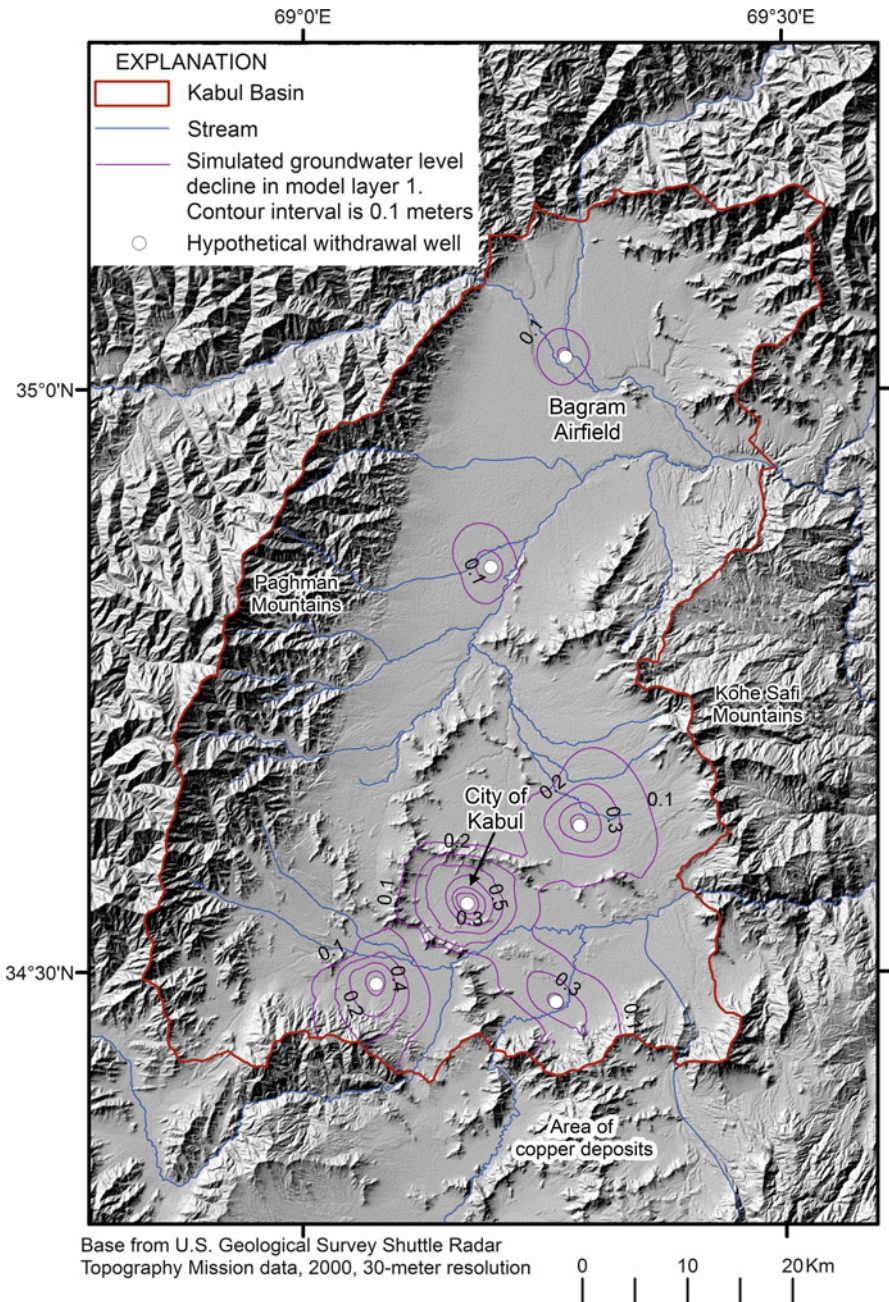 69°0'E
69°30'E
EXPLANATION
Kabul Basin
Stream
Simulated groundwater level
decline in model layer 1.
Contour interval is 0.1 meters
Hypothetical withdrawal well
0.1
35°0'N
Bagram
Airfield
0.1
Paghman
Mountains
Kohe Safi
Mountains
0.2
0.1
City of
Kabul
0.3
0.2
0.1
0.5
0.3
0.1
34°30'N
0.4
0.3
0.2
0.1
Area of
copper deposits
Base from U.S. Geological Survey Shuttle Radar
Topography Mission data, 2000, 30-meter resolution
0 10 20 Km